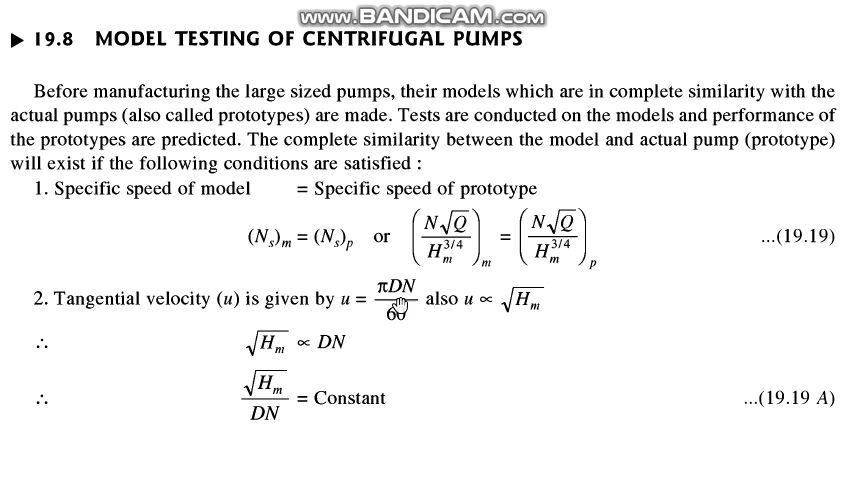 www.BANDICAM.com
▶ 19.8 MODEL TESTING OF CENTRIFUGAL PUMPS
Before manufacturing the large sized pumps, their models which are in complete similarity with the
actual pumps (also called prototypes) are made. Tests are conducted on the models and performance of
the prototypes are predicted. The complete similarity between the model and actual pump (prototype)
will exist if the following conditions are satisfied :
1. Specific speed of model = Specific speed of prototype
(N_s)_m = (N_s)_p or (N√Q / H_m^{3/4})_m = (N√Q / H_m^{3/4})_p ...(19.19)
2. Tangential velocity (u) is given by u = πDN / 60 also u ∝ √H_m
∴ √H_m ∝ DN
∴ √H_m / DN = Constant ...(19.19 A)